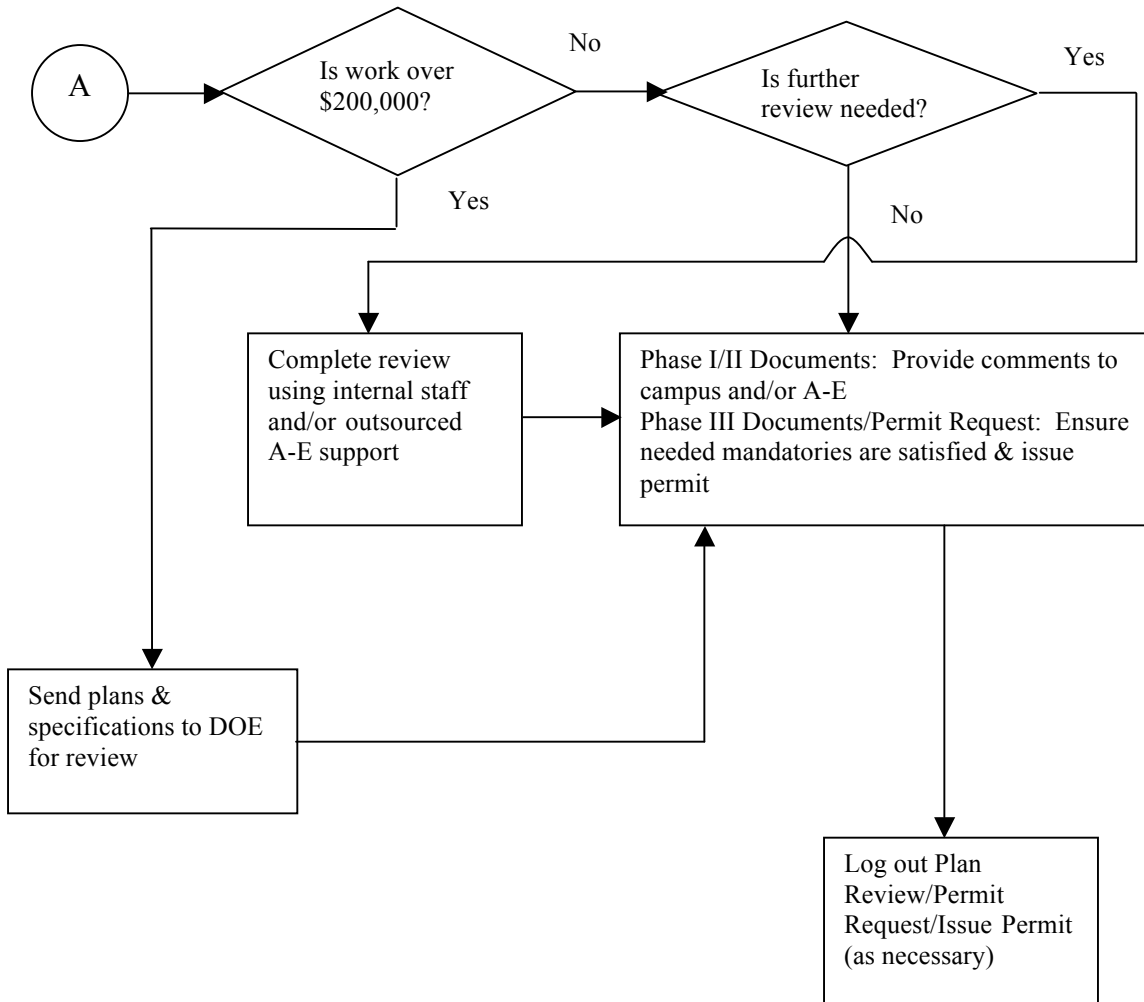 A
Is work over
$200,000?
No
Is further
review needed?
Yes
Yes
No
Complete review
using internal staff
and/or outsourced
A-E support
Phase I/II Documents:  Provide comments to
campus and/or A-E
Phase III Documents/Permit Request:  Ensure
needed mandatories are satisfied & issue
permit
Send plans &
specifications to DOE
for review
Log out Plan
Review/Permit
Request/Issue Permit
(as necessary)